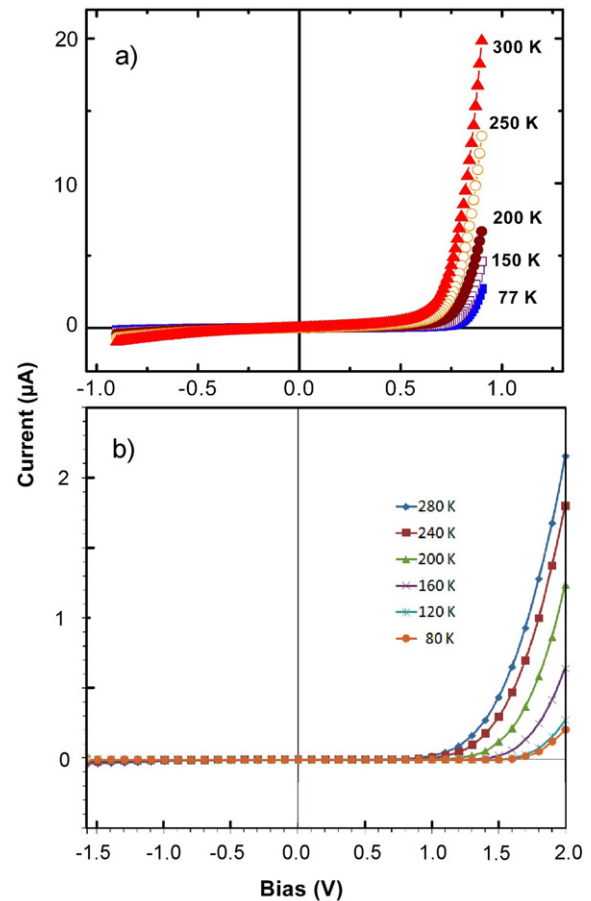 20
a)
300 K
250 K
10
200 K
150 K
77 K
0
-1.0 -0.5 0.0 0.5 1.0
Current (µA)
b)
2
280 K
240 K
200 K
160 K
120 K
80 K
1
0
-1.5 -1.0 -0.5 0.0 0.5 1.0 1.5 2.0
Bias (V)